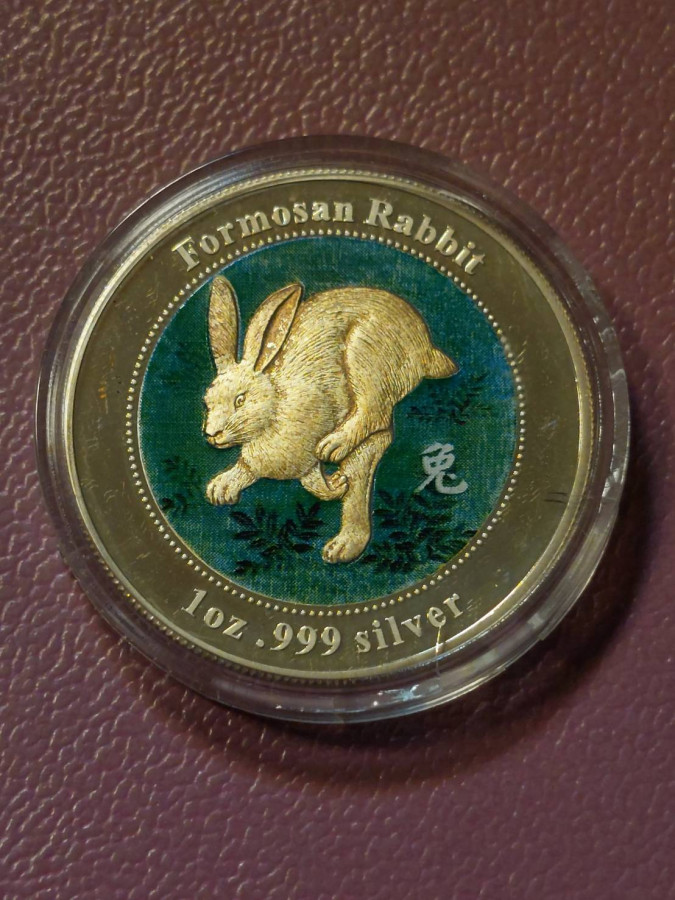 Formosan Rabbit
兔
1oz .999 silver